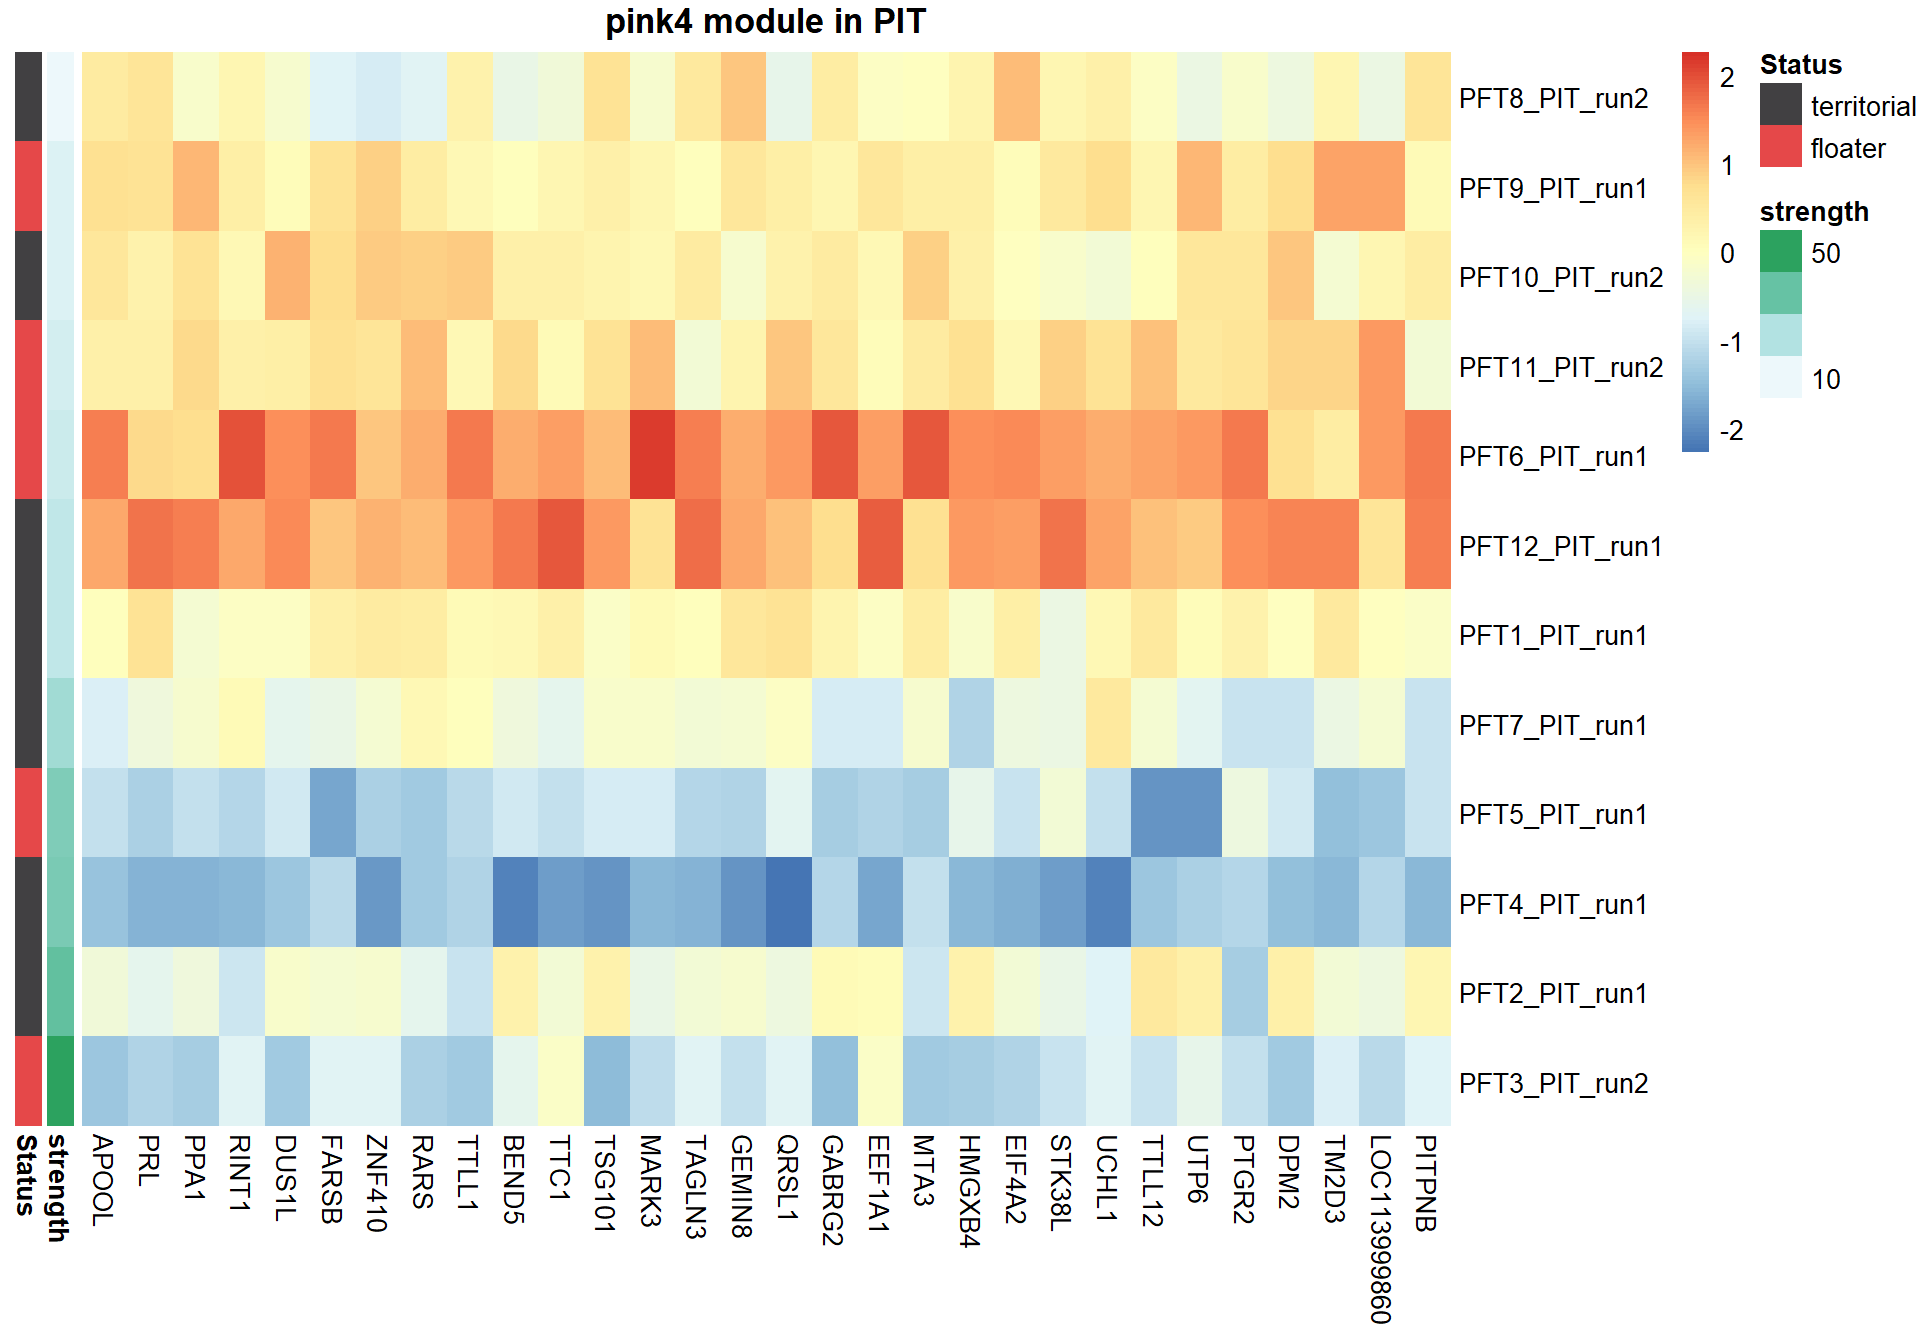 pink4 module in PIT
PFT8_PIT_run2
PFT9_PIT_run1
PFT10_PIT_run2
PFT11_PIT_run2
PFT6_PIT_run1
PFT12_PIT_run1
PFT1_PIT_run1
PFT7_PIT_run1
PFT5_PIT_run1
PFT4_PIT_run1
PFT2_PIT_run1
PFT3_PIT_run2
2
1
0
-1
-2
Status
territorial
floater
strength
50
10
Status
strength
APOOL
PRL
PPA1
RINT1
DUS1L
FARSB
ZNF410
RARS
TTLL1
BEND5
TTC1
TSG101
MARK3
TAGLN3
GEMIN8
QRSL1
GABRG2
EEF1A1
MTA3
HMGXB4
EIF4A2
STK38L
UCHL1
TTLL12
UTP6
PTGR2
DPM2
TM2D3
LOC113999860
PITPNB